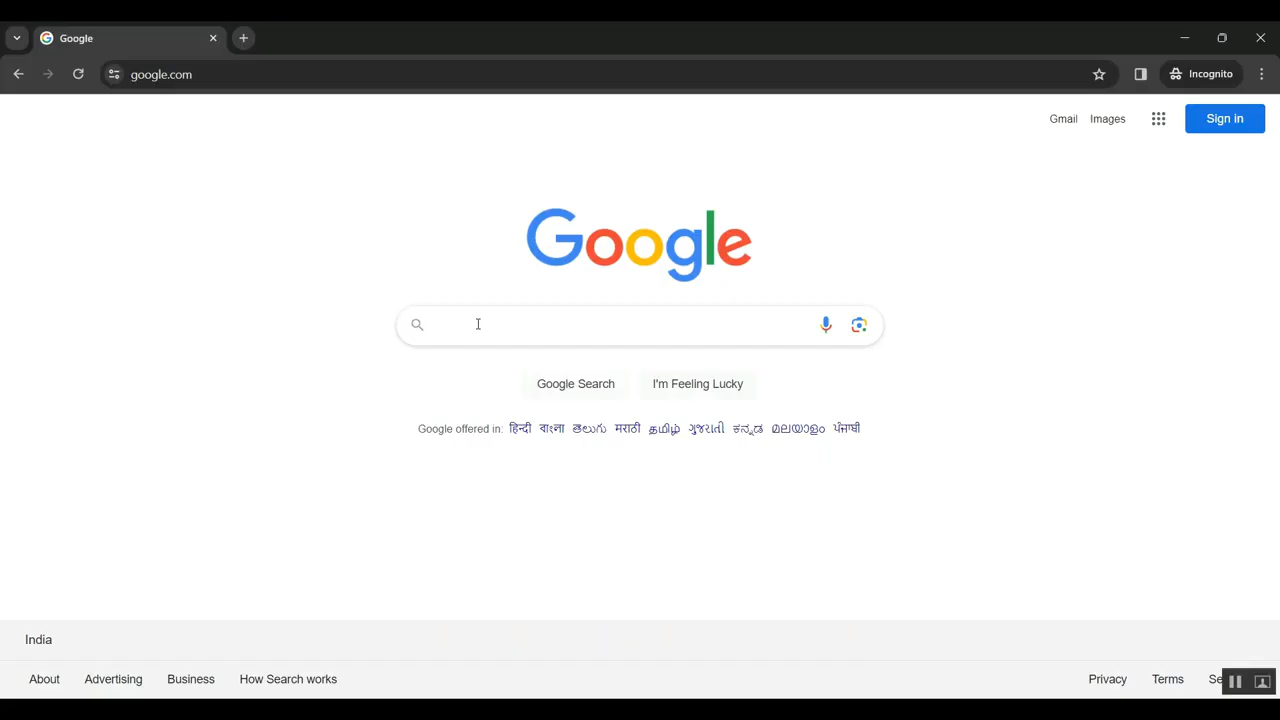 Google
google.com
Incognito
Gmail Images Sign in
Google
Google Search I'm Feeling Lucky
Google offered in: हिन्दी বাংলা తెలుగు मराठी தமிழ் ગુજરાતી ಕನ್ನಡ മലയാളം ਪੰਜਾਬੀ
India
About Advertising Business How Search works Privacy Terms Se